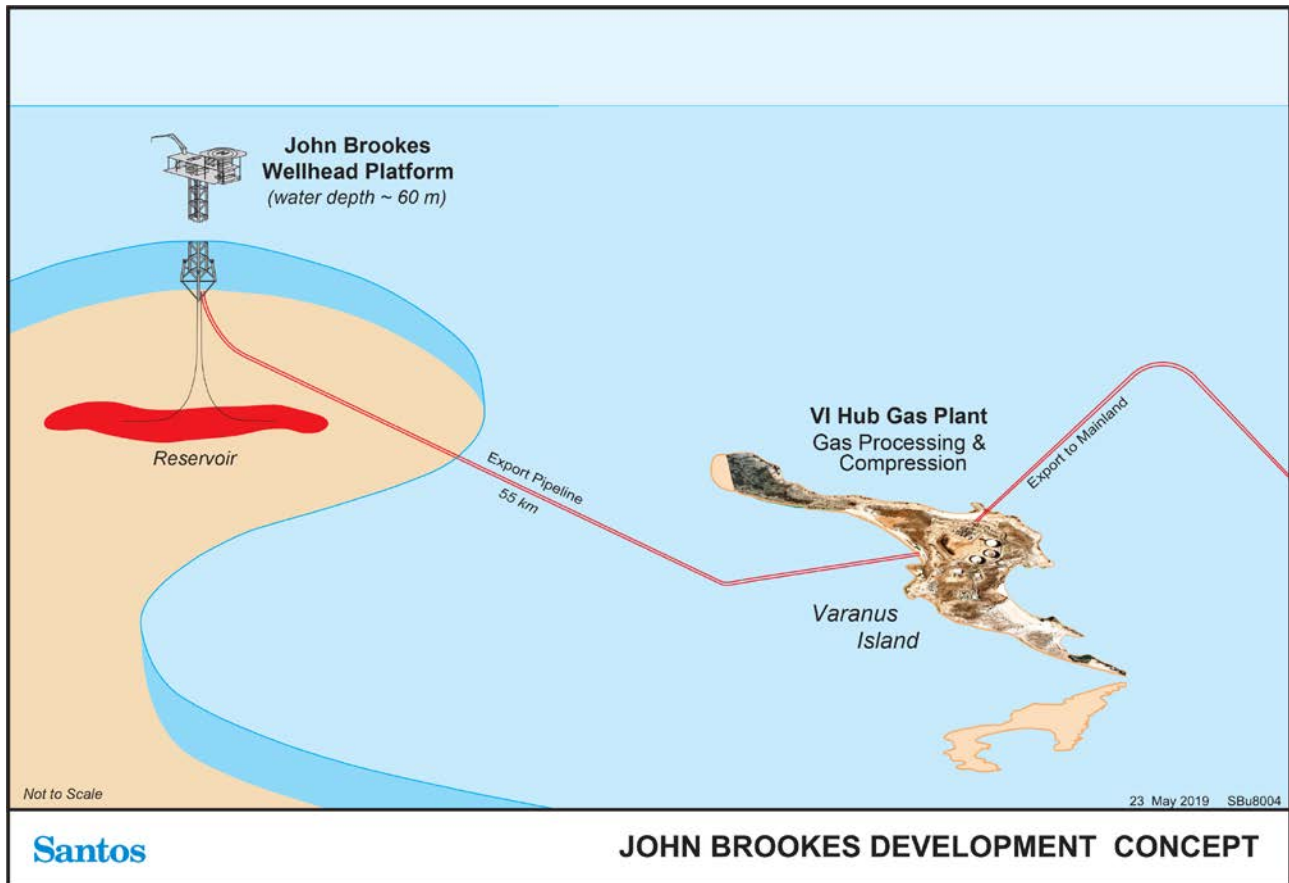 John Brookes
Wellhead Platform
(water depth ~ 60 m)
Reservoir
Export Pipeline
55 km
VI Hub Gas Plant
Gas Processing &
Compression
Export to Mainland
Varanus
Island
Not to Scale
23 May 2019 SBu8004
Santos
JOHN BROOKES DEVELOPMENT CONCEPT